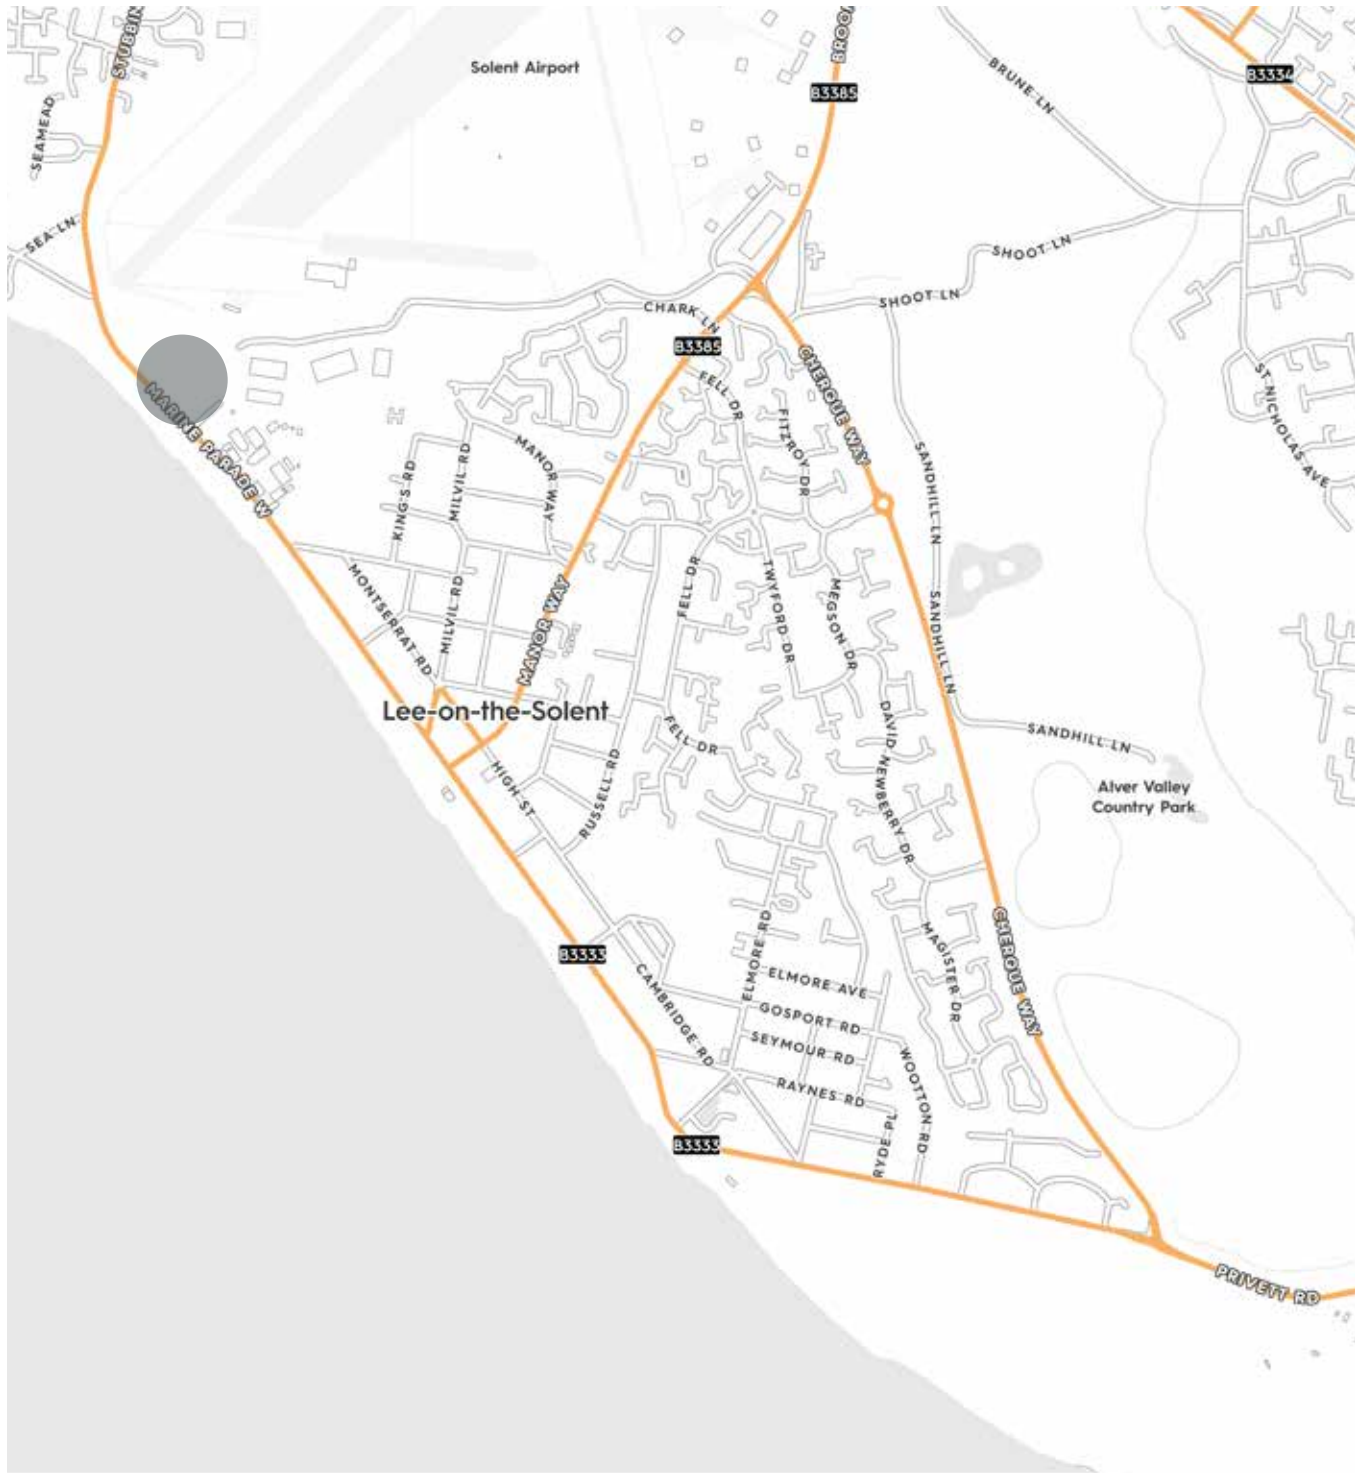 STUBBIN
Solent Airport
BROO
B3385
BRUNE LN
B3334
SEAMEAD
SEA LN
SHOOT LN
SHOOT LN
CHARK LN
B3385
CHERQUE WAY
FELL DR
FITZROY DR
ST NICHOLAS AVE
MARINE PARADE W
KING'S RD
MILVIL RD
MANOR WAY
SANDHILL LN
MONTSERRAT RD
MILVIL RD
MANOR WAY
FELL DR
TWYFORD DR
MEGSON DR
SANDHILL LN
Lee-on-the-Solent
FELL DR
DAVID NEWBERRY DR
SANDHILL LN
HIGH ST
RUSSELL RD
Alver Valley
Country Park
B3333
CAMBRIDGE RD
ELMORE RD
ELMORE AVE
MAGISTER DR
CHERQUE WAY
GOSPORT RD
SEYMOUR RD
RAYNES RD
WOOTTON RD
RYDE PL
B3333
PRIVETT RD